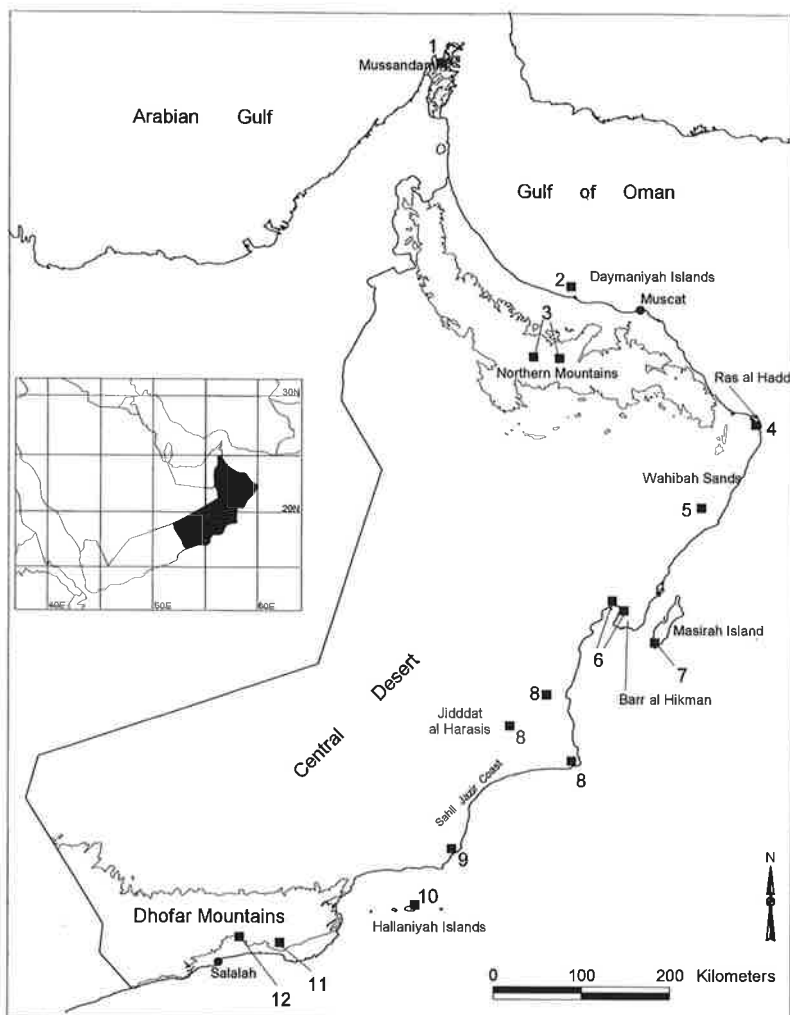 1
Mussandam
Arabian Gulf
Gulf of Oman
2
Daymaniyah Islands
Muscat
3
Northern Mountains
Ras al Hadd
4
30N
Wahibah Sands
5
20N
40E
50E
60E
Masirah Island
6
7
Barr al Hikman
8
Central Desert
Jidddat
al Harasis
8
8
Sahil Jazir Coast
9
N
10
Hallaniyah Islands
Dhofar Mountains
Salalah
12
11
0 100 200 Kilometers